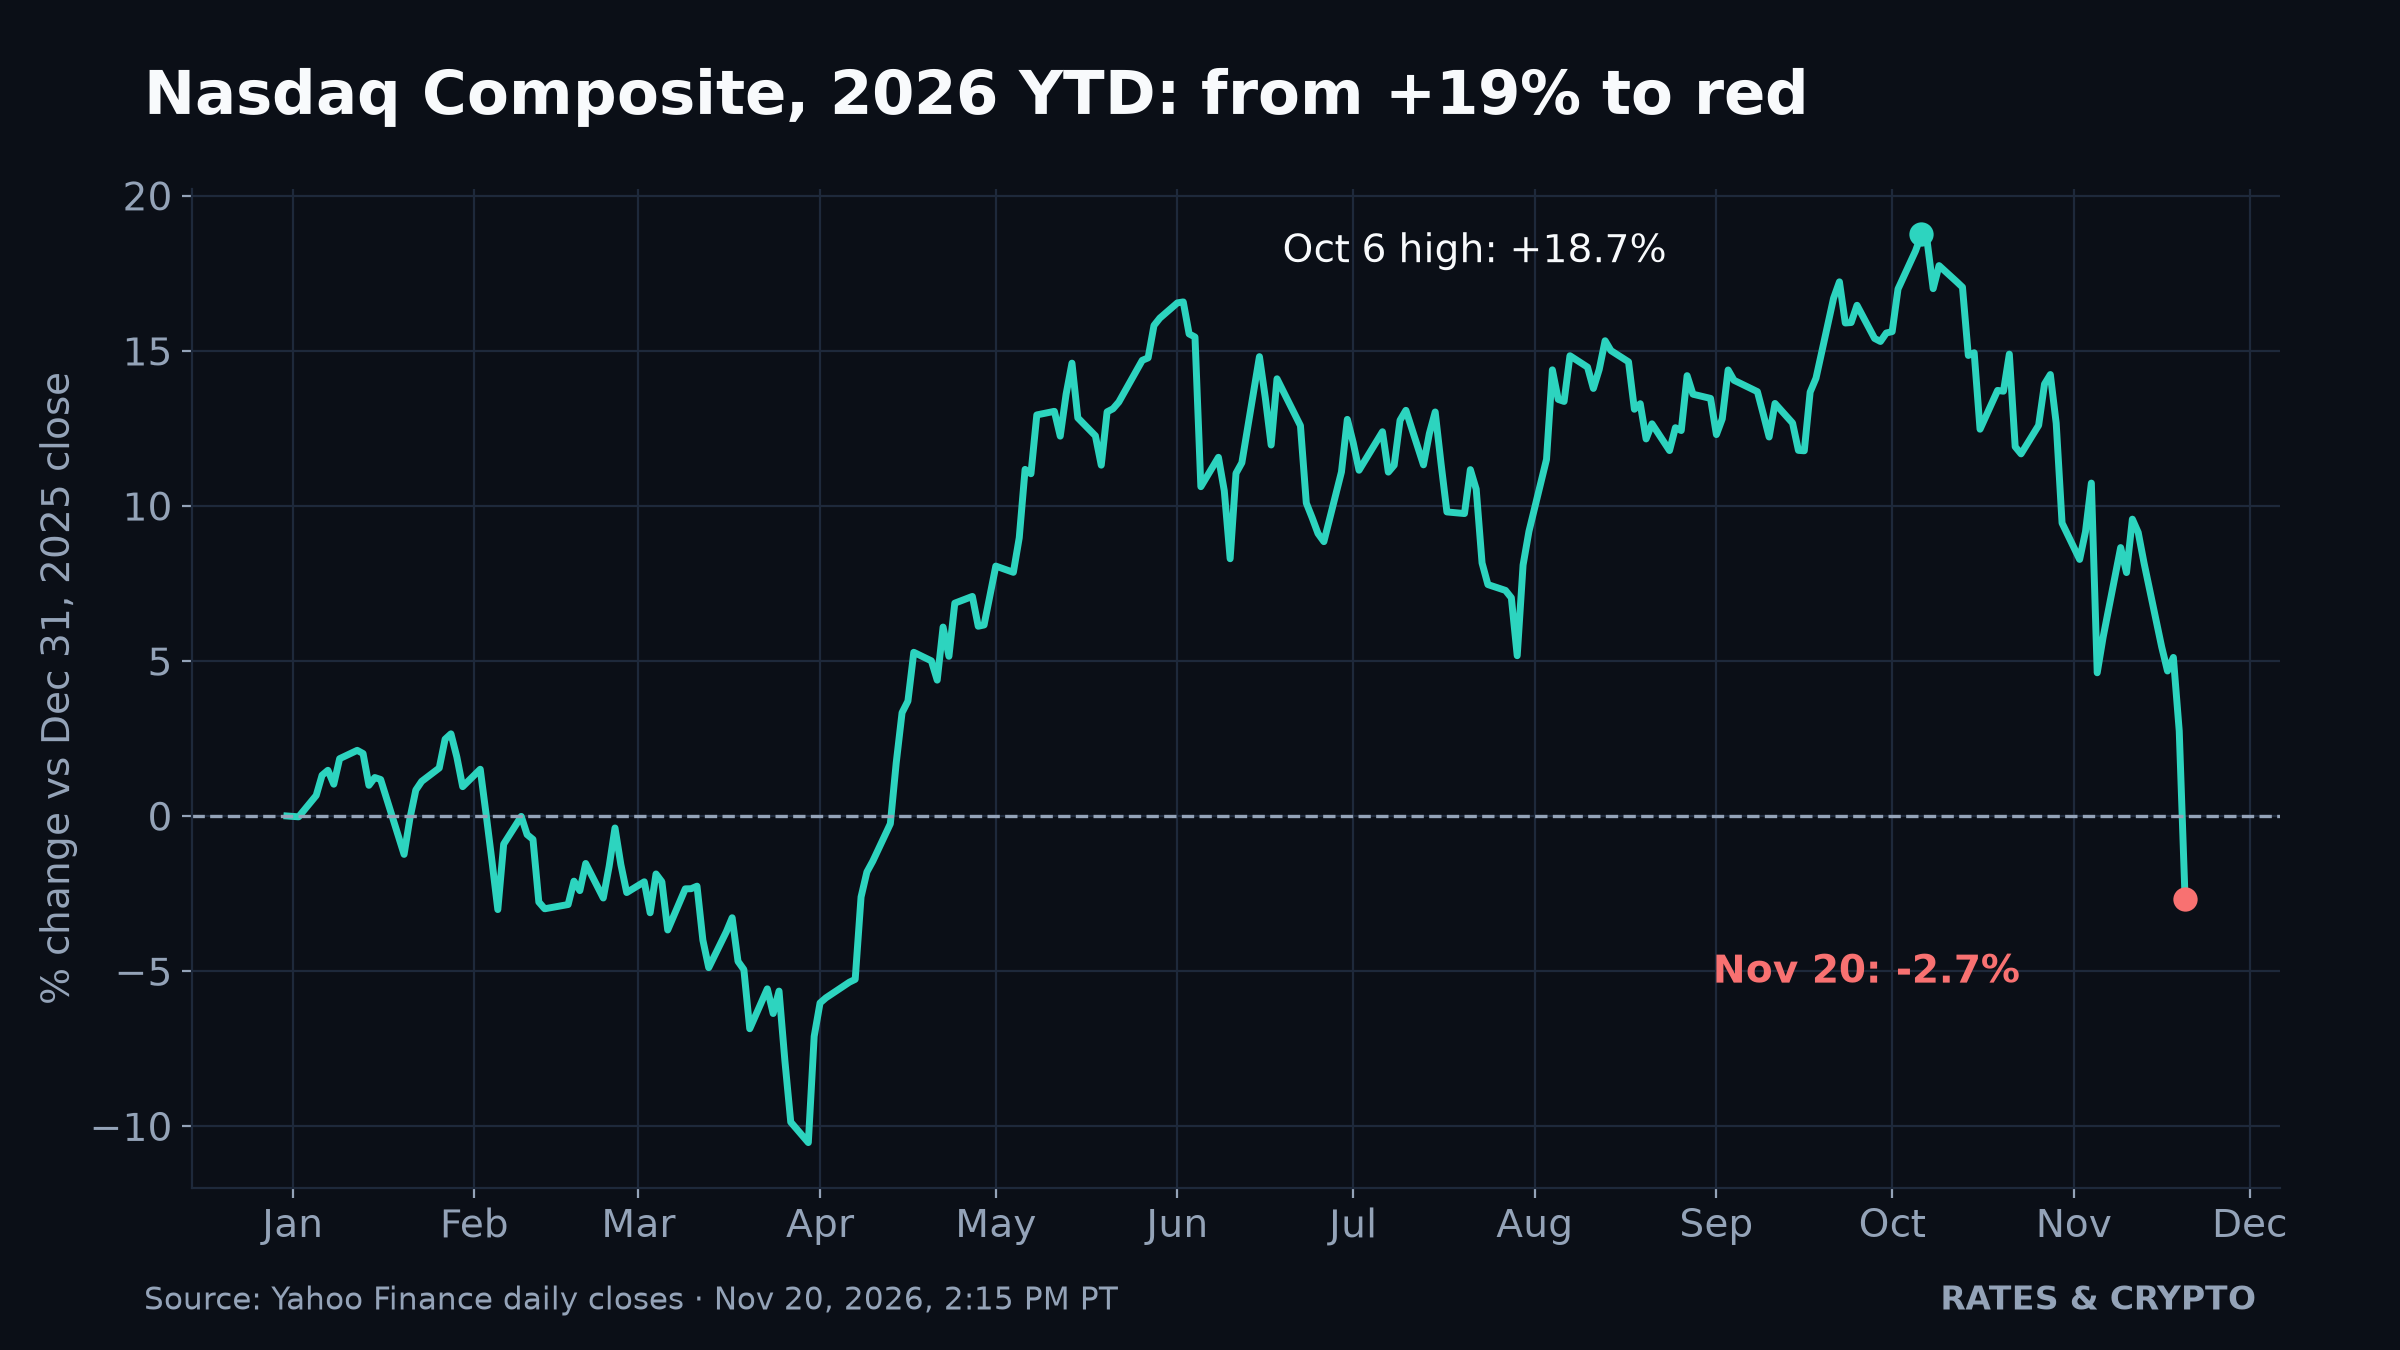 Nasdaq Composite, 2026 YTD: from +19% to red
% change vs Dec 31, 2025 close
20
15
10
5
0
−5
−10
Oct 6 high: +18.7%
Nov 20: -2.7%
Jan Feb Mar Apr May Jun Jul Aug Sep Oct Nov Dec
Source: Yahoo Finance daily closes · Nov 20, 2026, 2:15 PM PT
RATES & CRYPTO